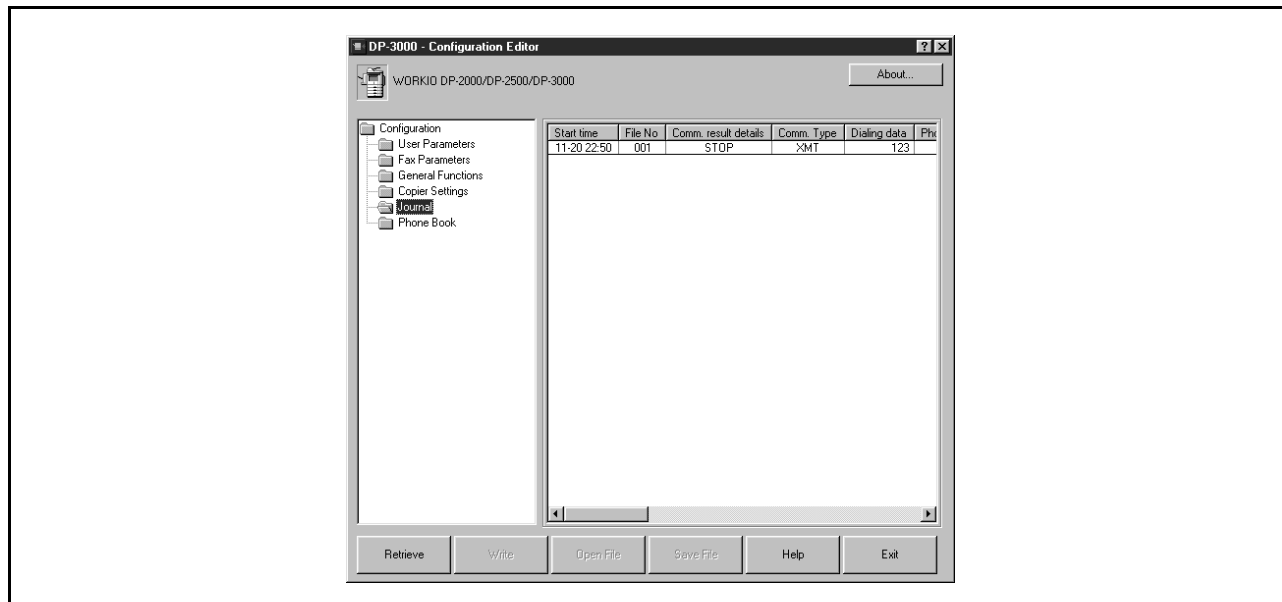 DP-3000 - Configuration Editor
WORKIO DP-2000/DP-2500/DP-3000
About...
Configuration
User Parameters
Fax Parameters
General Functions
Copier Settings
Journal
Phone Book
Start time File No Comm. result details Comm. Type Dialing data Pho
11-20 22:50 001 STOP XMT 123
Retrieve Write Open File Save File Help Exit